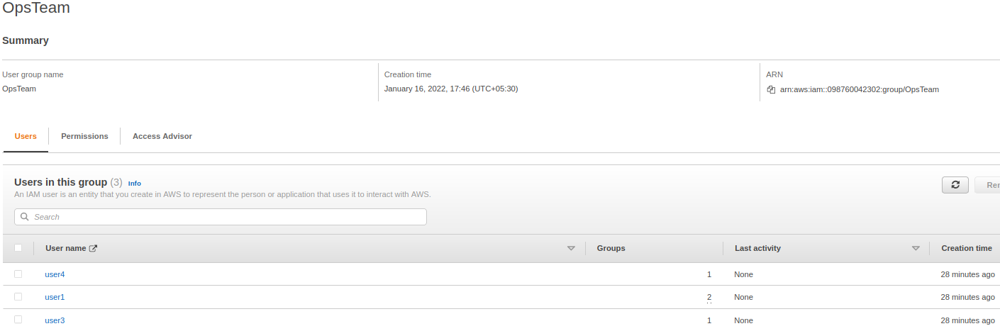 OpsTeam
Summary
User group name
OpsTeam
Creation time
January 16, 2022, 17:46 (UTC+05:30)
ARN
arn:aws:iam::098760042302:group/OpsTeam
Users Permissions Access Advisor
Users in this group (3) Info
An IAM user is an entity that you create in AWS to represent the person or application that uses it to interact with AWS.
Search
User name Groups Last activity Creation time
user4 1 None 28 minutes ago
user1 2 None 28 minutes ago
user3 1 None 28 minutes ago